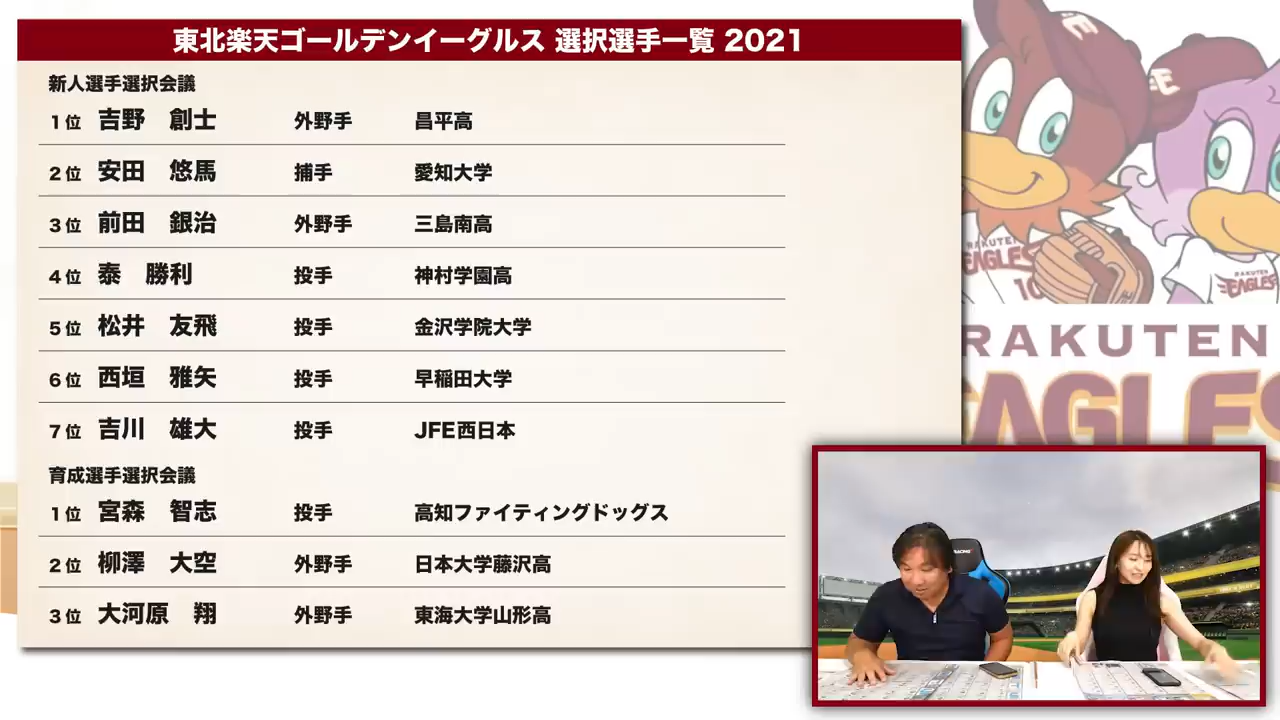 東北楽天ゴールデンイーグルス 選択選手一覧 2021
新人選手選択会議
1位 吉野 創士 外野手 昌平高
2位 安田 悠馬 捕手 愛知大学
3位 前田 銀治 外野手 三島南高
4位 泰 勝利 投手 神村学園高
5位 松井 友飛 投手 金沢学院大学
6位 西垣 雅矢 投手 早稲田大学
7位 吉川 雄大 投手 JFE西日本
育成選手選択会議
1位 宮森 智志 投手 高知ファイティングドッグス
2位 柳澤 大空 外野手 日本大学藤沢高
3位 大河原 翔 外野手 東海大学山形高
E
E
RAKUTEN
EAGLES
10
RAKUTEN
EAGLES
RAKUTEN
EAGLES